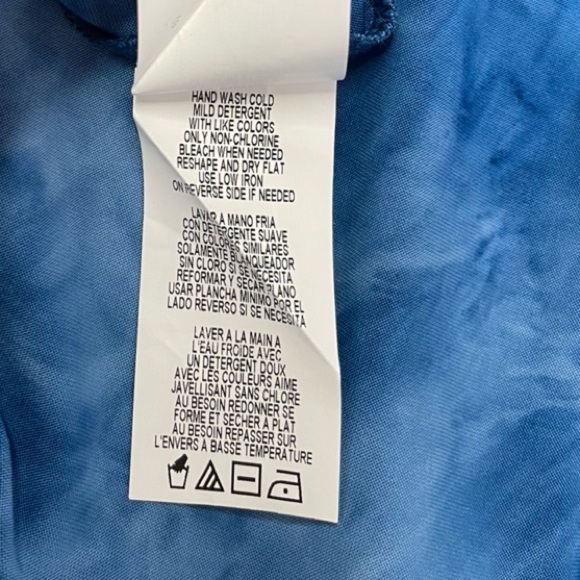 HAND WASH COLD
MILD DETERGENT
WITH LIKE COLORS
ONLY NON-CHLORINE
BLEACH WHEN NEEDED
RESHAPE AND DRY FLAT
USE LOW IRON
ON REVERSE SIDE IF NEEDED
LAVAR A MANO FRIA
CON DETERGENTE SUAVE
CON COLORES SIMILARES
SOLAMENTE BLANQUEADOR
SIN CLORO SI SE NECESITA
REFORMAR Y SECAR PLANO
USAR PLANCHA MINIMO POR EL
LADO REVERSO SI SE NECESITA
LAVER A LA MAIN A
L'EAU FROIDE AVEC
UN DETERGENT DOUX
AVEC LES COULEURS AIME
JAVELLISANT SANS CHLORE
AU BESOIN REDONNER SE
FORME ET SECHER A PLAT
AU BESOIN REPASSER SUR
L'ENVERS A BASSE TEMPERATURE